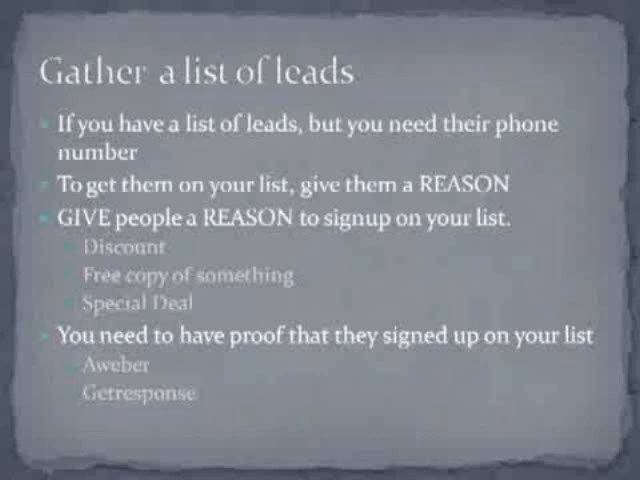 Gather a list of leads
If you have a list of leads, but you need their phone
number
To get them on your list, give them a REASON
GIVE people a REASON to signup on your list.
Discount
Free copy of something
Special Deal
You need to have proof that they signed up on your list
Aweber
Getresponse